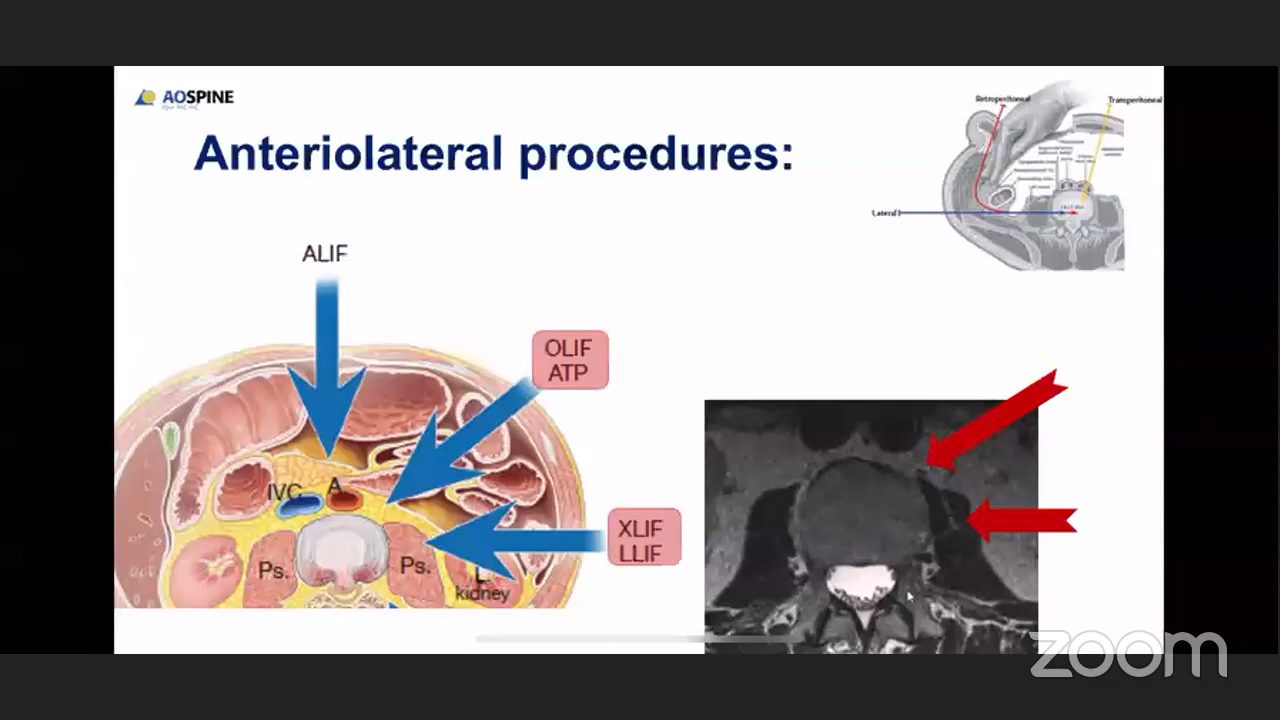 AOSPINE
Anteriolateral procedures:
Retroperitoneal
Transperitoneal
Lateral
ALIF
OLIF
ATP
IVC
A
XLIF
LLIF
Ps.
Ps.
L
kidney
zoom